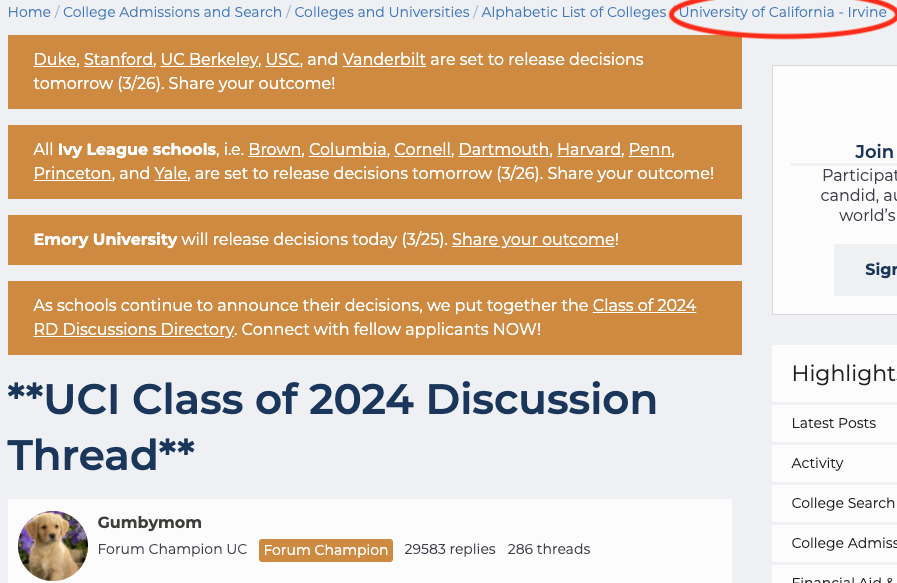 Home / College Admissions and Search / Colleges and Universities / Alphabetic List of Colleges University of California - Irvine
Duke, Stanford, UC Berkeley, USC, and Vanderbilt are set to release decisions
tomorrow (3/26). Share your outcome!
All Ivy League schools, i.e. Brown, Columbia, Cornell, Dartmouth, Harvard, Penn,
Princeton, and Yale, are set to release decisions tomorrow (3/26). Share your outcome!
Emory University will release decisions today (3/25). Share your outcome!
As schools continue to announce their decisions, we put together the Class of 2024
RD Discussions Directory. Connect with fellow applicants NOW!
**UCI Class of 2024 Discussion
Thread**
Gumbymom
Forum Champion UC Forum Champion 29583 replies 286 threads
Join
Participat
candid, au
world's
Sign
Highlights
Latest Posts
Activity
College Search
College Admiss
Financial Aid &